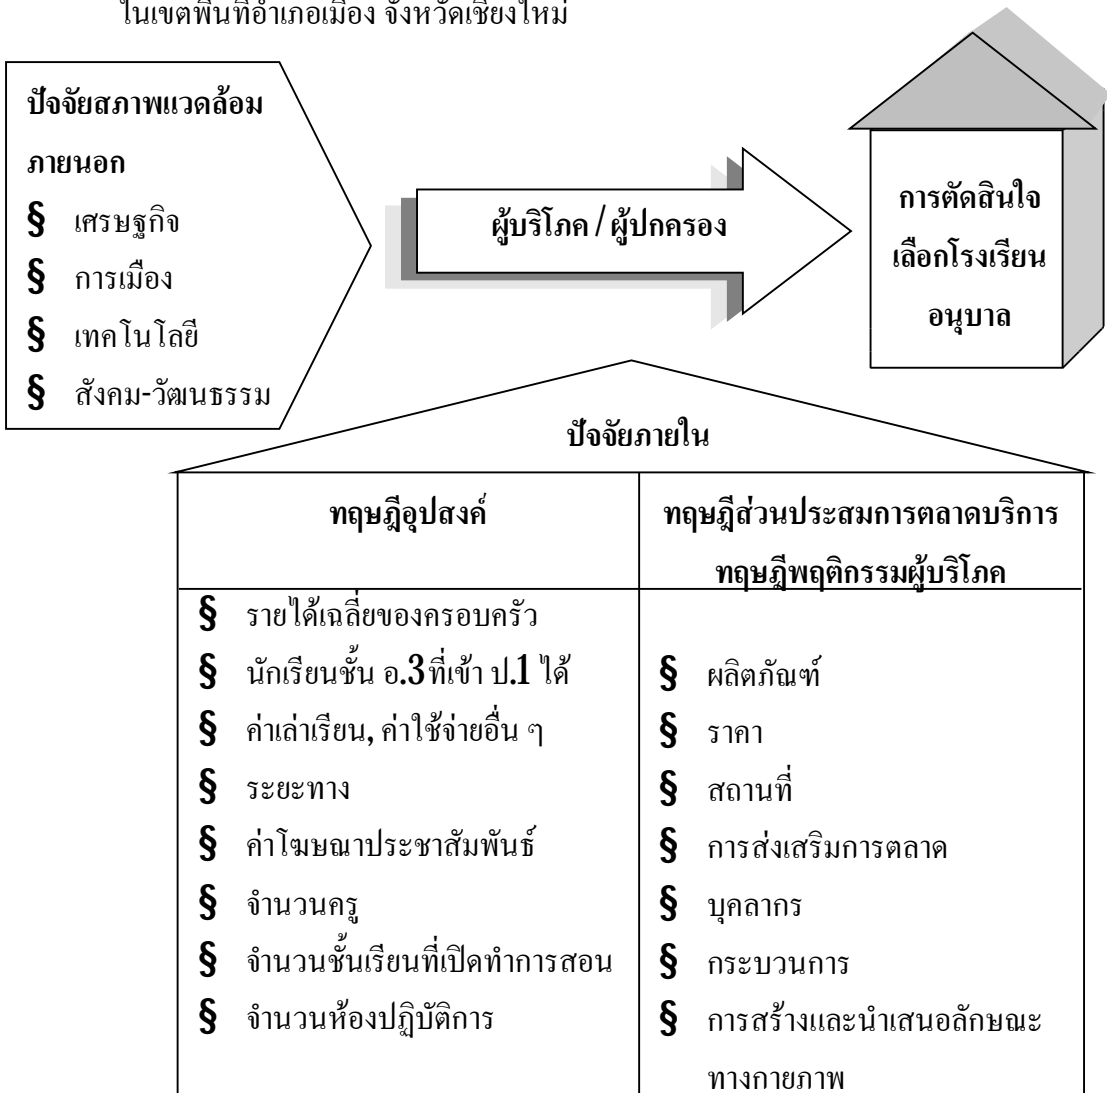 ในเขตพื้นที่อำเภอเมือง จังหวัดเชียงใหม่
ปัจจัยสภาพแวดล้อม
ภายนอก
§ เศรษฐกิจ
§ การเมือง
§ เทคโนโลยี
§ สังคม-วัฒนธรรม
ผู้บริโภค / ผู้ปกครอง
การตัดสินใจ
เลือกโรงเรียน
อนุบาล
ปัจจัยภายใน
ทฤษฎีอุปสงค์
§ รายได้เฉลี่ยของครอบครัว
§ นักเรียนชั้น อ.3 ที่เข้า ป.1 ได้
§ ค่าเล่าเรียน, ค่าใช้จ่ายอื่น ๆ
§ ระยะทาง
§ ค่าโฆษณาประชาสัมพันธ์
§ จำนวนครู
§ จำนวนชั้นเรียนที่เปิดทำการสอน
§ จำนวนห้องปฏิบัติการ
ทฤษฎีส่วนประสมการตลาดบริการ
ทฤษฎีพฤติกรรมผู้บริโภค
§ ผลิตภัณฑ์
§ ราคา
§ สถานที่
§ การส่งเสริมการตลาด
§ บุคลากร
§ กระบวนการ
§ การสร้างและนำเสนอลักษณะ
ทางกายภาพ